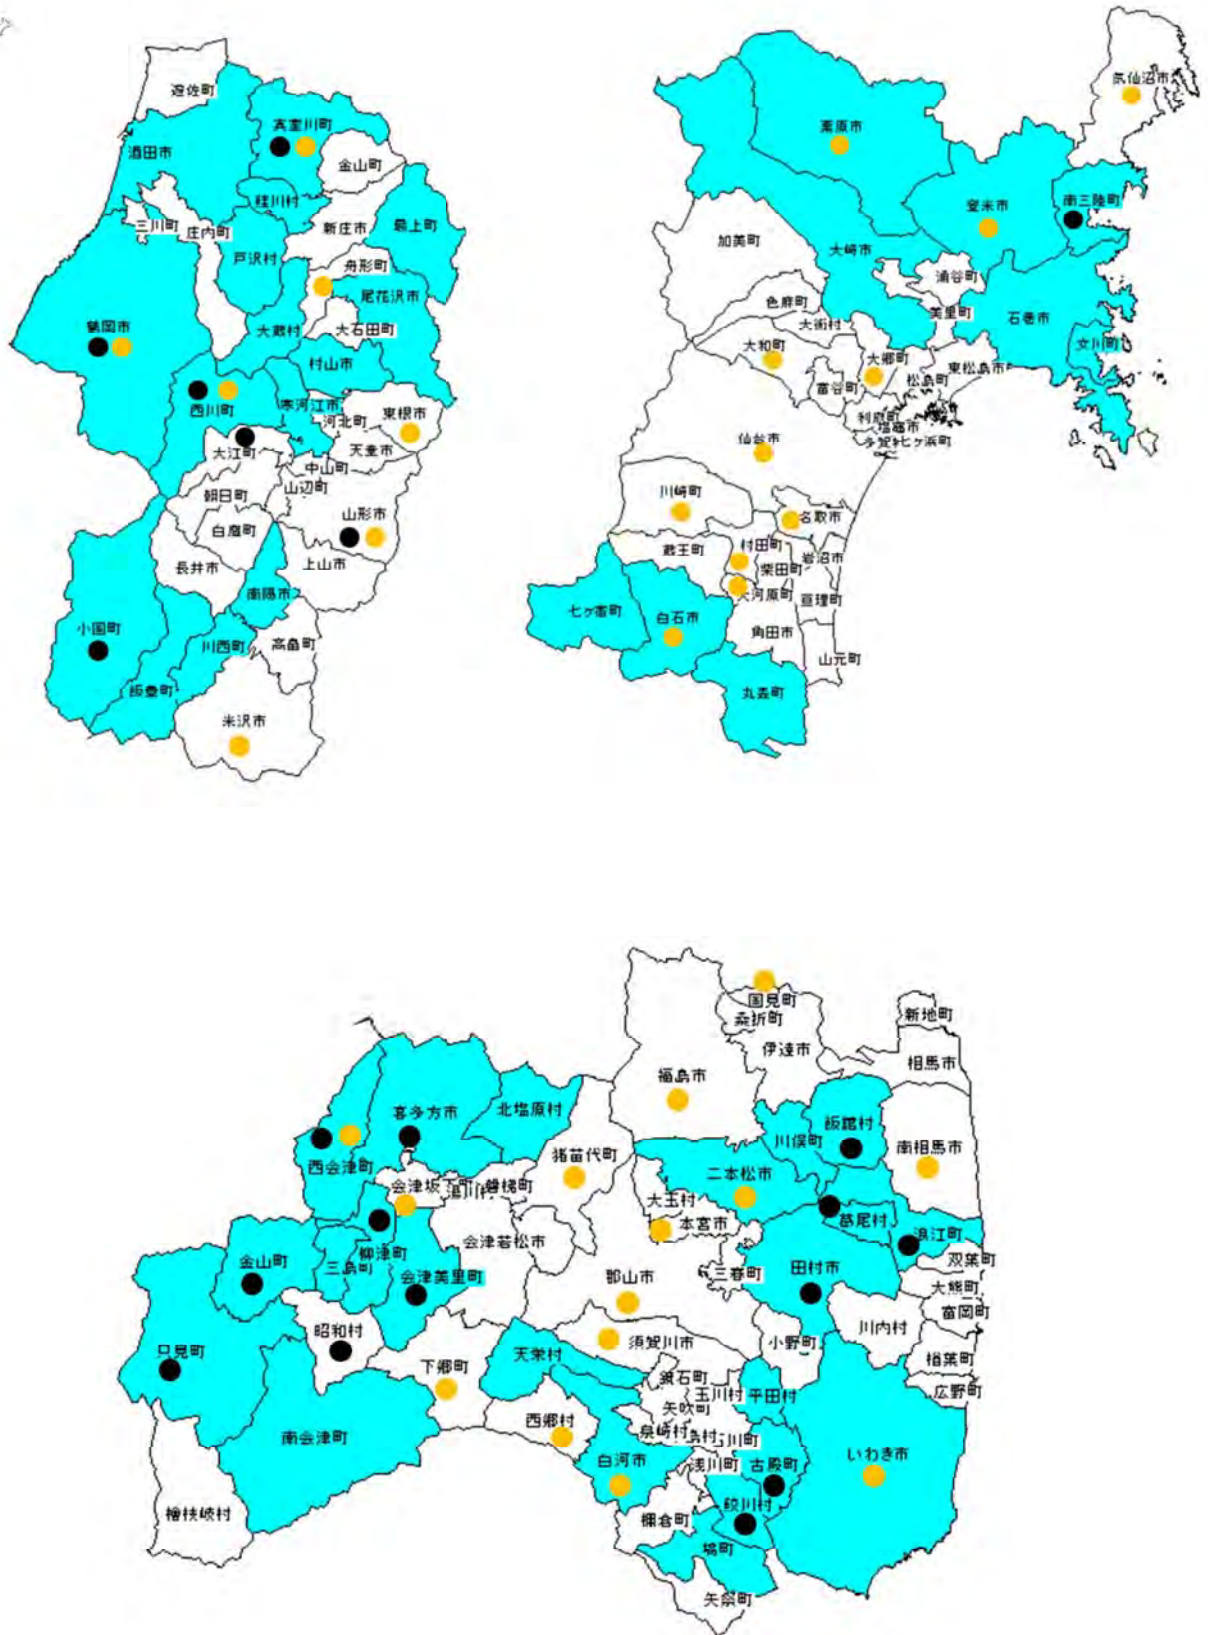 遊佐町
真室川町
酒田市
金山町
鮭川村
三川町
庄内町
新庄市
最上町
戸沢村
舟形町
尾花沢市
鶴岡市
大蔵村
大石田町
村山市
西川町
寒河江市
河北町
東根市
大江町
天童市
中山町
朝日町
山辺町
山形市
白鷹町
長井市
上山市
南陽市
小国町
川西町
高畠町
飯豊町
米沢市
気仙沼市
栗原市
登米市
南三陸町
加美町
大崎市
涌谷町
色麻町
美里町
石巻市
大衡村
女川町
大和町
大郷町
東松島市
富谷町
松島町
利府町
塩竈市
七ヶ浜町
仙台市
川崎町
名取市
蔵王町
村田町
岩沼市
柴田町
七ヶ宿町
大河原町
亘理町
白石市
角田市
山元町
丸森町
国見町
桑折町
新地町
伊達市
相馬市
福島市
喜多方市
北塩原村
飯舘村
川俣町
南相馬市
猪苗代町
西会津町
二本松市
会津坂下町
磐梯町
大玉村
本宮市
葛尾村
浪江町
柳津町
会津若松市
双葉町
金山町
三島町
会津美里町
郡山市
三春町
田村市
大熊町
富岡町
昭和村
須賀川市
小野町
川内村
楢葉町
只見町
天栄村
下郷町
鏡石町
玉川村
平田村
広野町
西郷村
矢吹町
泉崎村
南会津町
白河市
浅川町
古殿町
いわき市
鮫川村
檜枝岐村
棚倉町
塙町
矢祭町